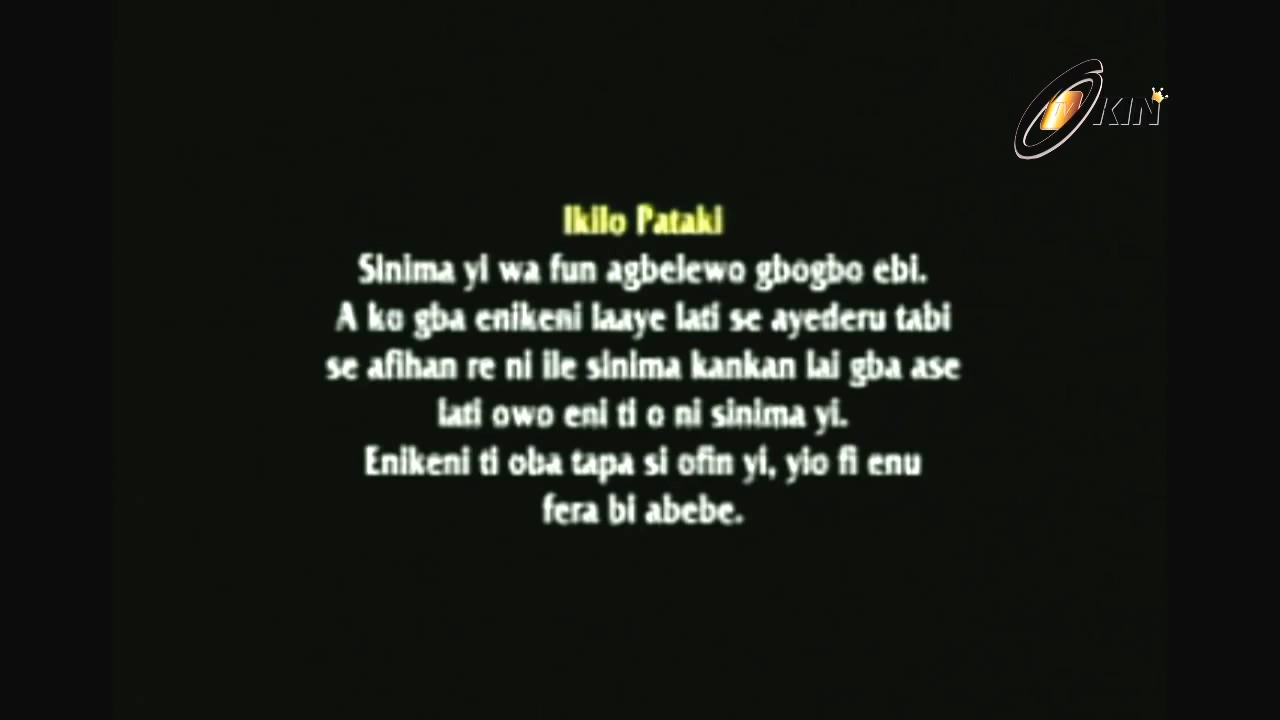 TV
KIN
Ikilo Pataki
Sinima yi wa fun agbelewo gbogbo ebi.
A ko gba enikeni laaye lati se ayederu tabi
se afihan re ni ile sinima kankan lai gba ase
lati owo eni ti o ni sinima yi.
Enikeni ti oba tapa si ofin yi, yio fi enu
fera bi abebe.